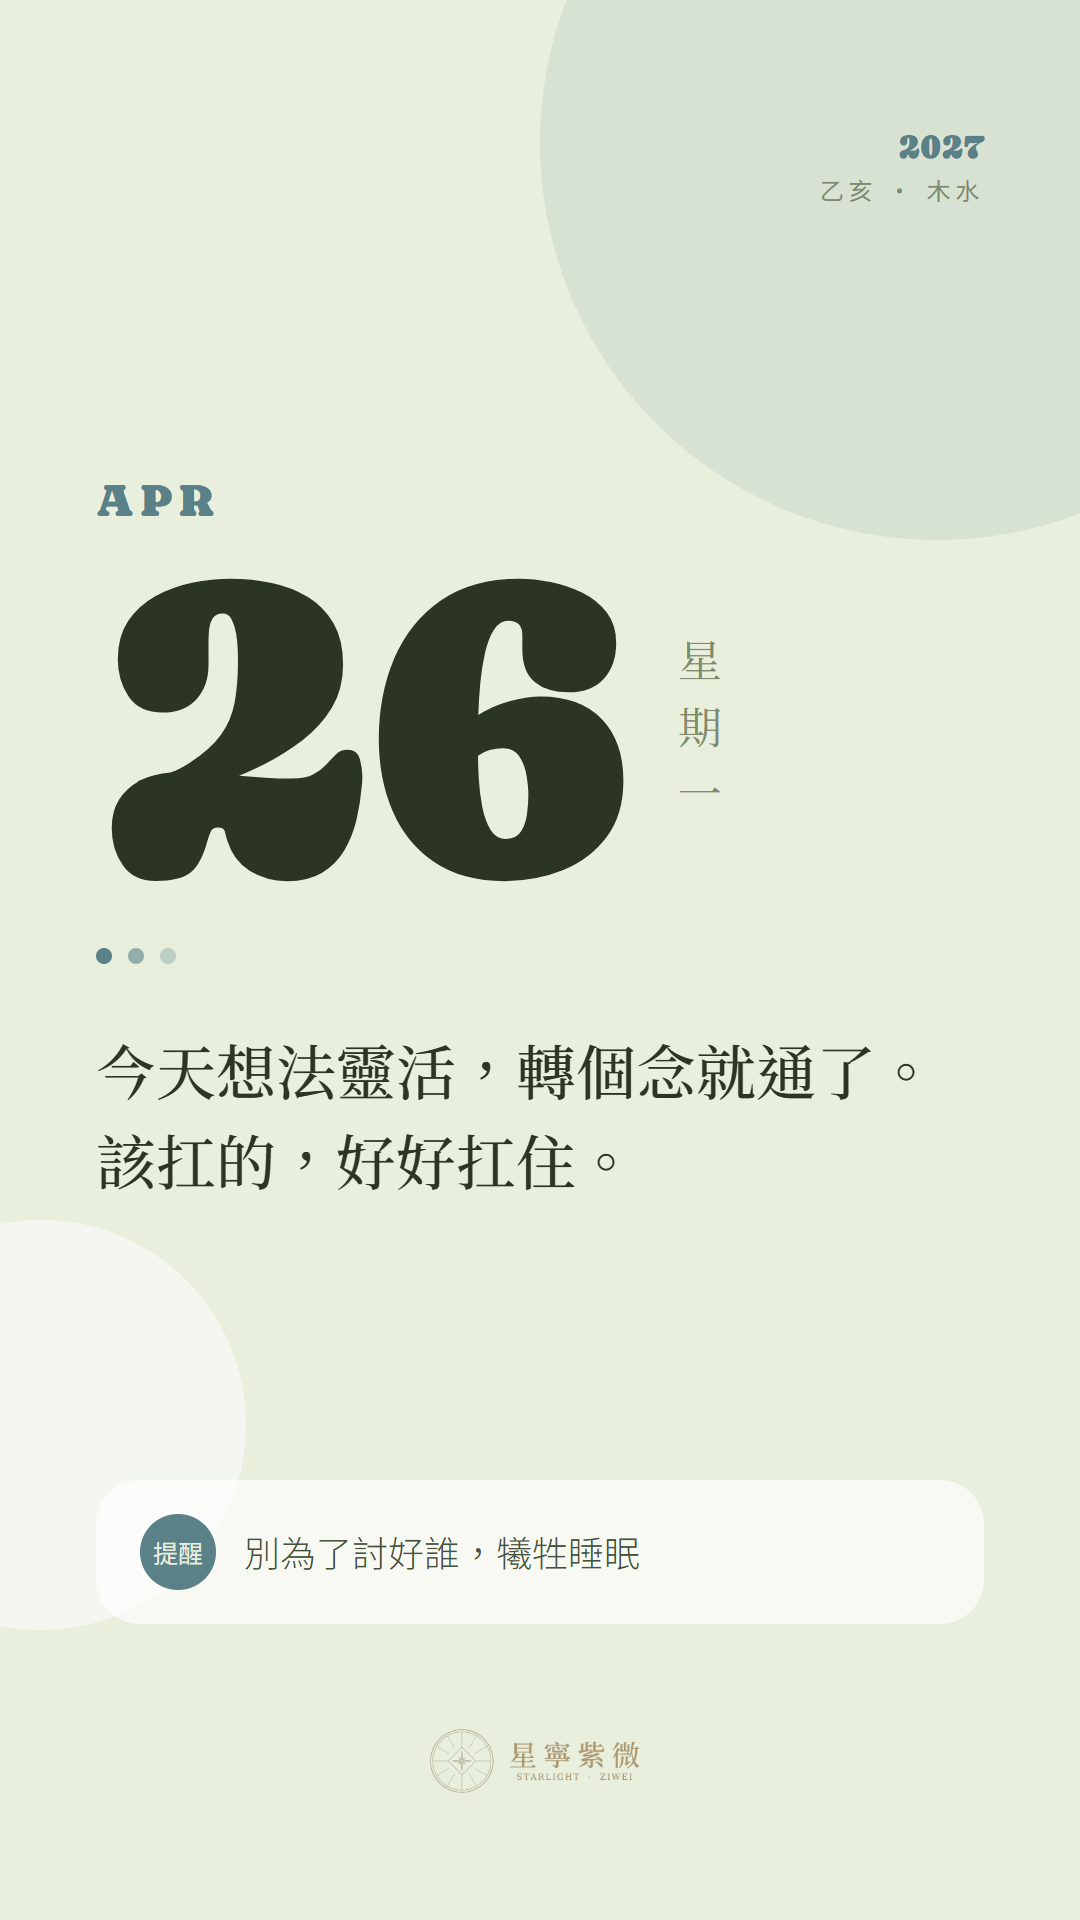 2027
乙亥 · 木水
APR
26
星期一
今天想法靈活，轉個念就通了。
該扛的，好好扛住。
提醒
別為了討好誰，犧牲睡眠
星寧紫微
STARLIGHT · ZIWEI